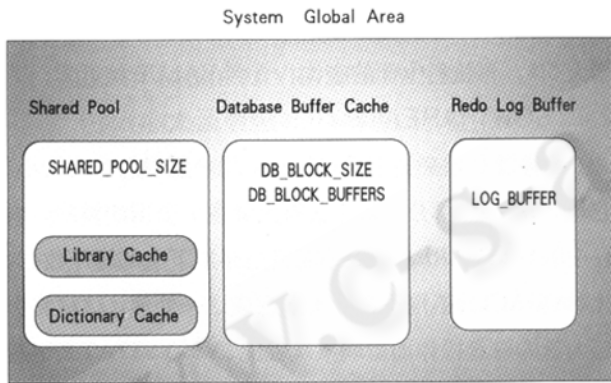 System Global Area
Shared Pool
Database Buffer Cache
Redo Log Buffer
SHARED_POOL_SIZE
DB_BLOCK_SIZE
DB_BLOCK_BUFFERS
LOG_BUFFER
Library Cache
Dictionary Cache